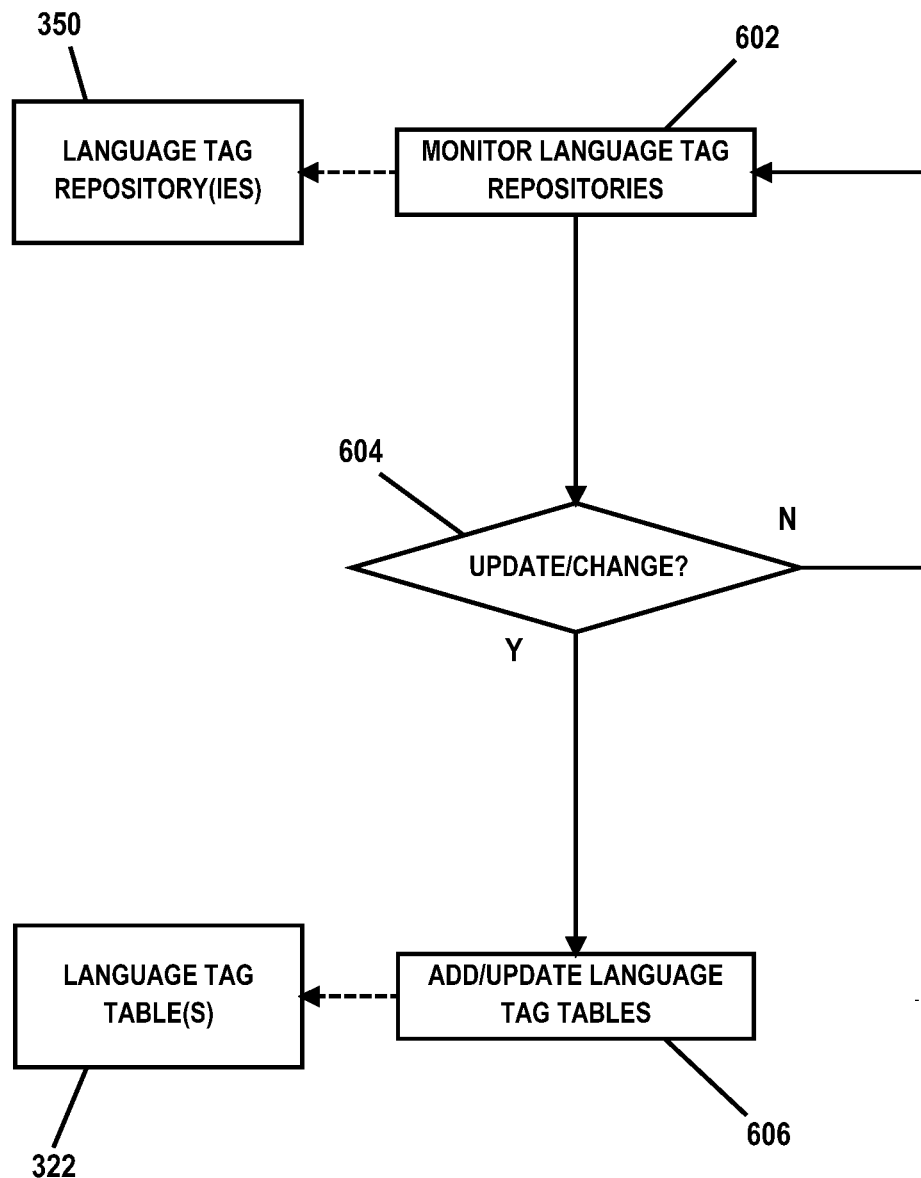 350
602
LANGUAGE TAG
REPOSITORY(IES)
MONITOR LANGUAGE TAG
REPOSITORIES
604
N
UPDATE/CHANGE?
Y
LANGUAGE TAG
TABLE(S)
ADD/UPDATE LANGUAGE
TAG TABLES
606
322